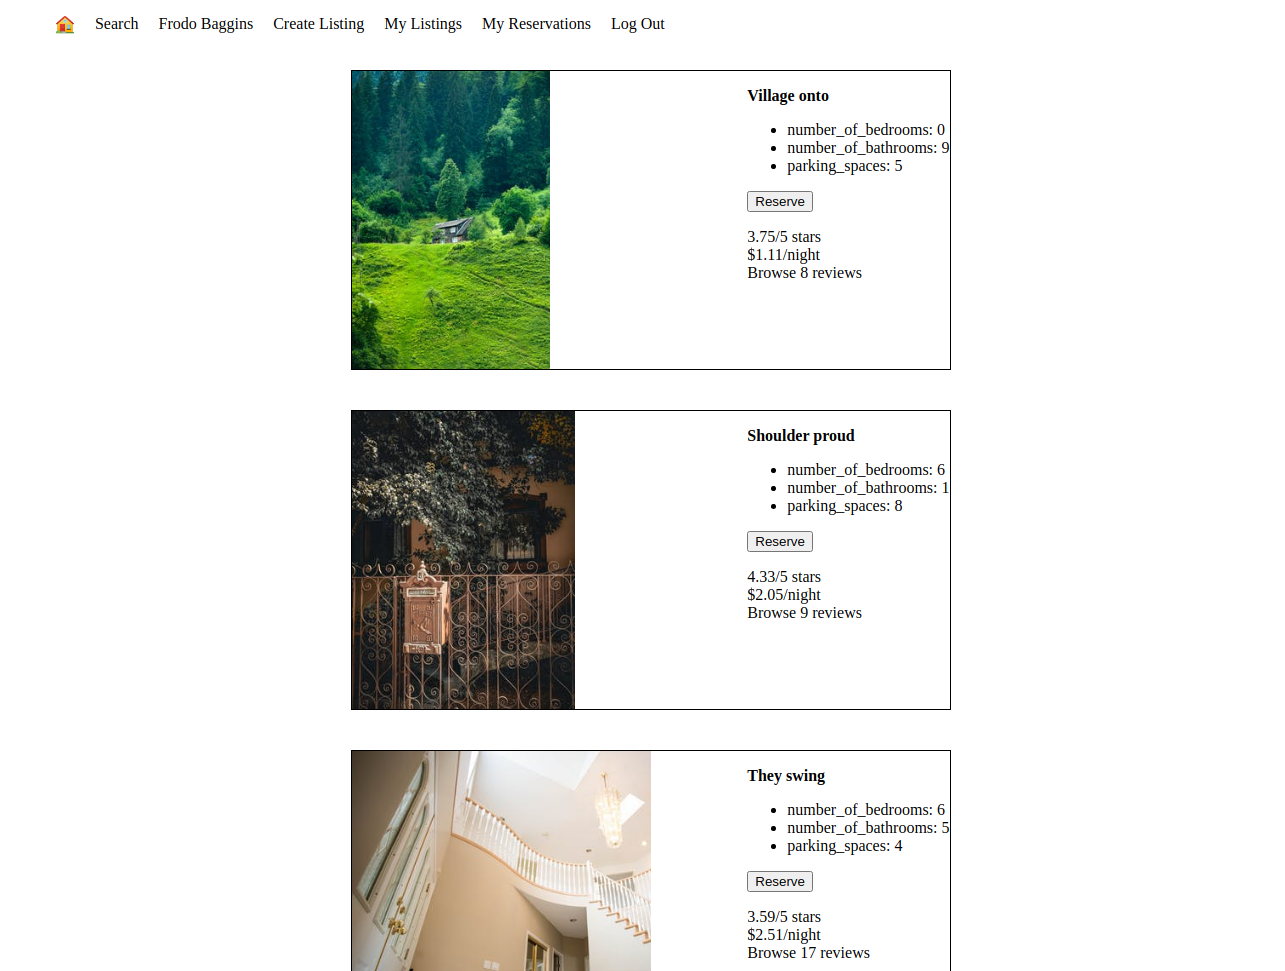 Search Frodo Baggins Create Listing My Listings My Reservations Log Out
Village onto
number_of_bedrooms: 0
number_of_bathrooms: 9
parking_spaces: 5
Reserve
3.75/5 stars
$1.11/night
Browse 8 reviews
Shoulder proud
number_of_bedrooms: 6
number_of_bathrooms: 1
parking_spaces: 8
Reserve
4.33/5 stars
$2.05/night
Browse 9 reviews
They swing
number_of_bedrooms: 6
number_of_bathrooms: 5
parking_spaces: 4
Reserve
3.59/5 stars
$2.51/night
Browse 17 reviews